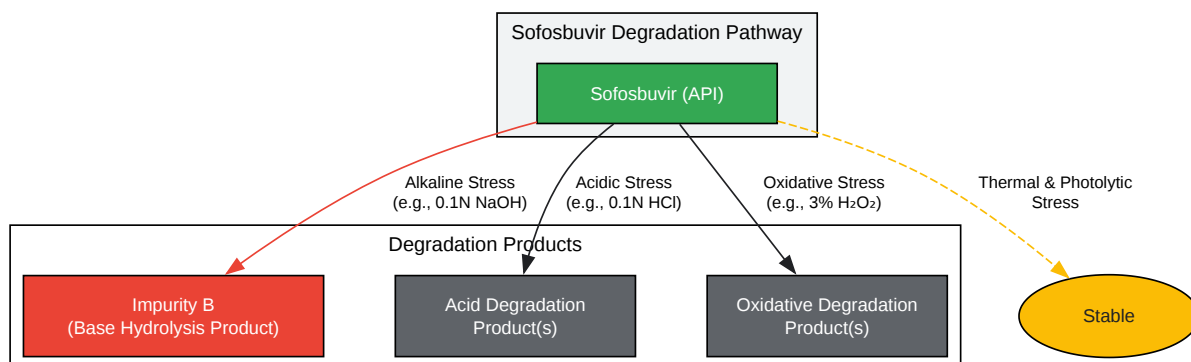 Sofosbuvir Degradation Pathway
Sofosbuvir (API)
Alkaline Stress
(e.g., 0.1N NaOH)
Acidic Stress
(e.g., 0.1N HCl)
Oxidative Stress
(e.g., 3% H₂O₂)
Thermal & Photolytic
Stress
Degradation Products
Impurity B
(Base Hydrolysis Product)
Acid Degradation
Product(s)
Oxidative Degradation
Product(s)
Stable